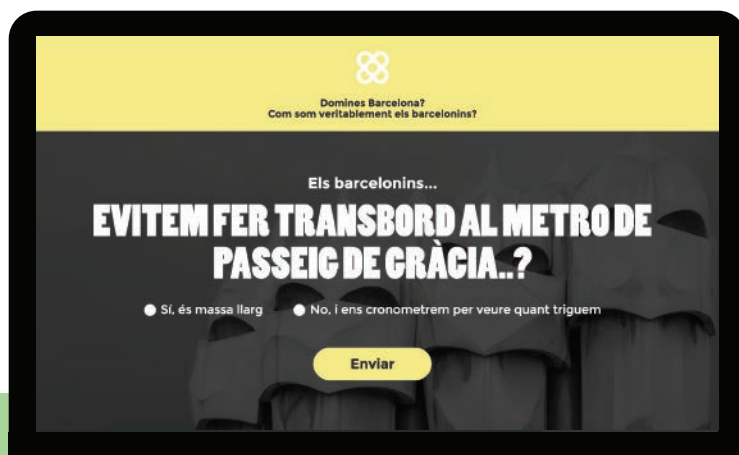 Domines Barcelona?
Com som veritablement els barcelonins?
Els barcelonins...
EVITEM FER TRANSBORD AL METRO DE
PASSEIG DE GRÀCIA..?
Sí, és massa llarg No, i ens cronometrem per veure quant triguem
Enviar